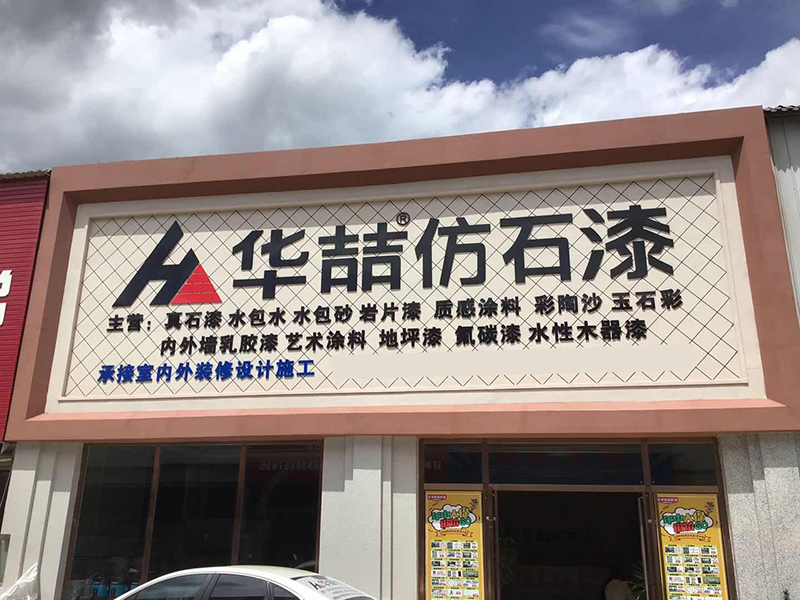 华喆®仿石漆
主营：真石漆 水包水 水包砂 岩片漆 质感涂料 彩陶沙 玉石彩
内外墙乳胶漆 艺术涂料 地坪漆 氟碳漆 水性木器漆
承接室内外装修设计施工